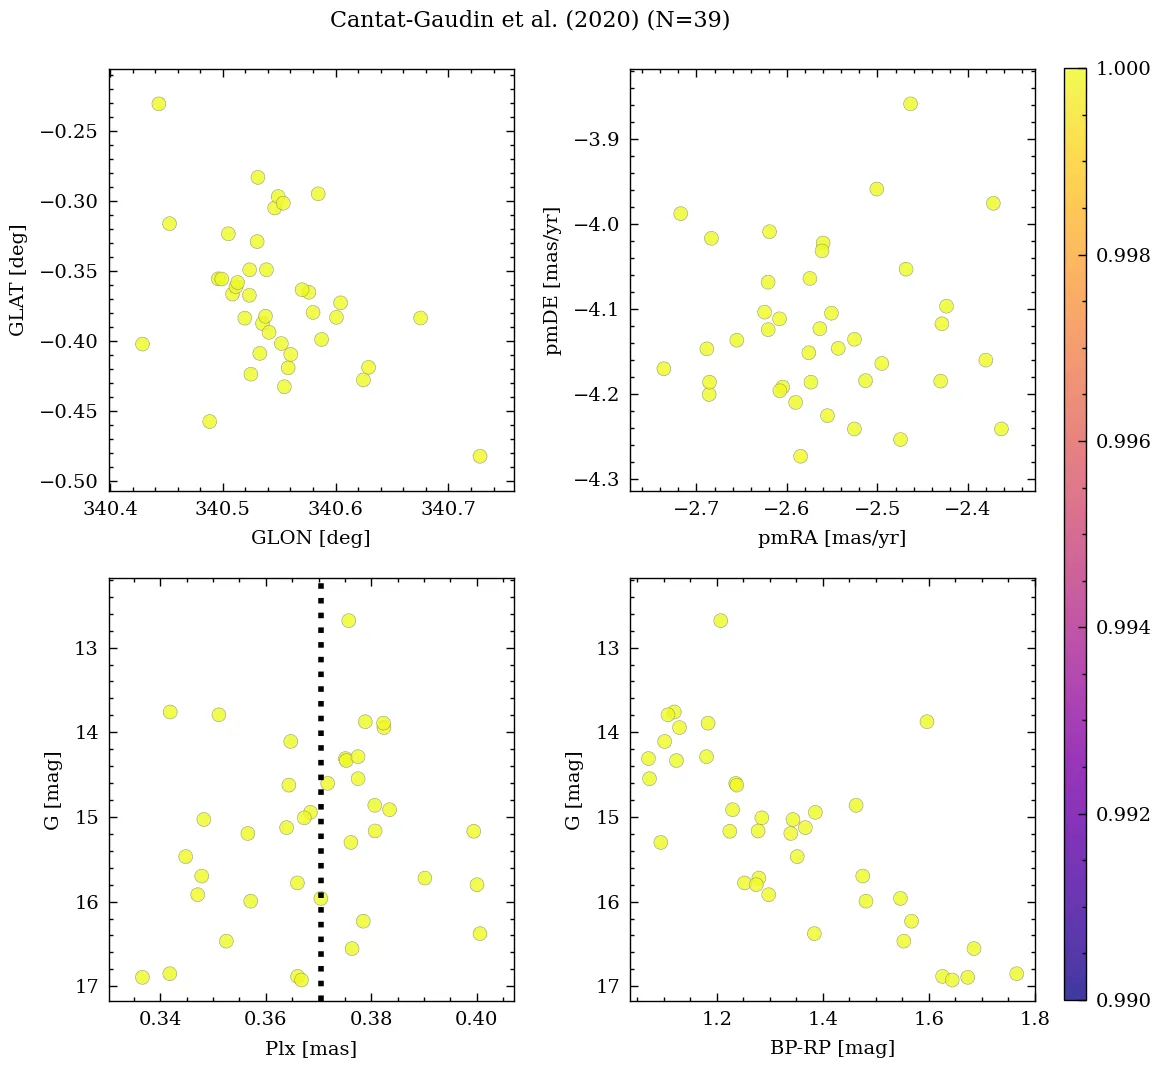 Cantat-Gaudin et al. (2020) (N=39)
−0.25
−0.30
−0.35
−0.40
−0.45
−0.50
GLAT [deg]
340.4 340.5 340.6 340.7
GLON [deg]
−3.9
−4.0
−4.1
−4.2
−4.3
pmDE [mas/yr]
−2.7 −2.6 −2.5 −2.4
pmRA [mas/yr]
13
14
15
16
17
G [mag]
0.34 0.36 0.38 0.40
Plx [mas]
13
14
15
16
17
G [mag]
1.2 1.4 1.6 1.8
BP-RP [mag]
1.000
0.998
0.996
0.994
0.992
0.990